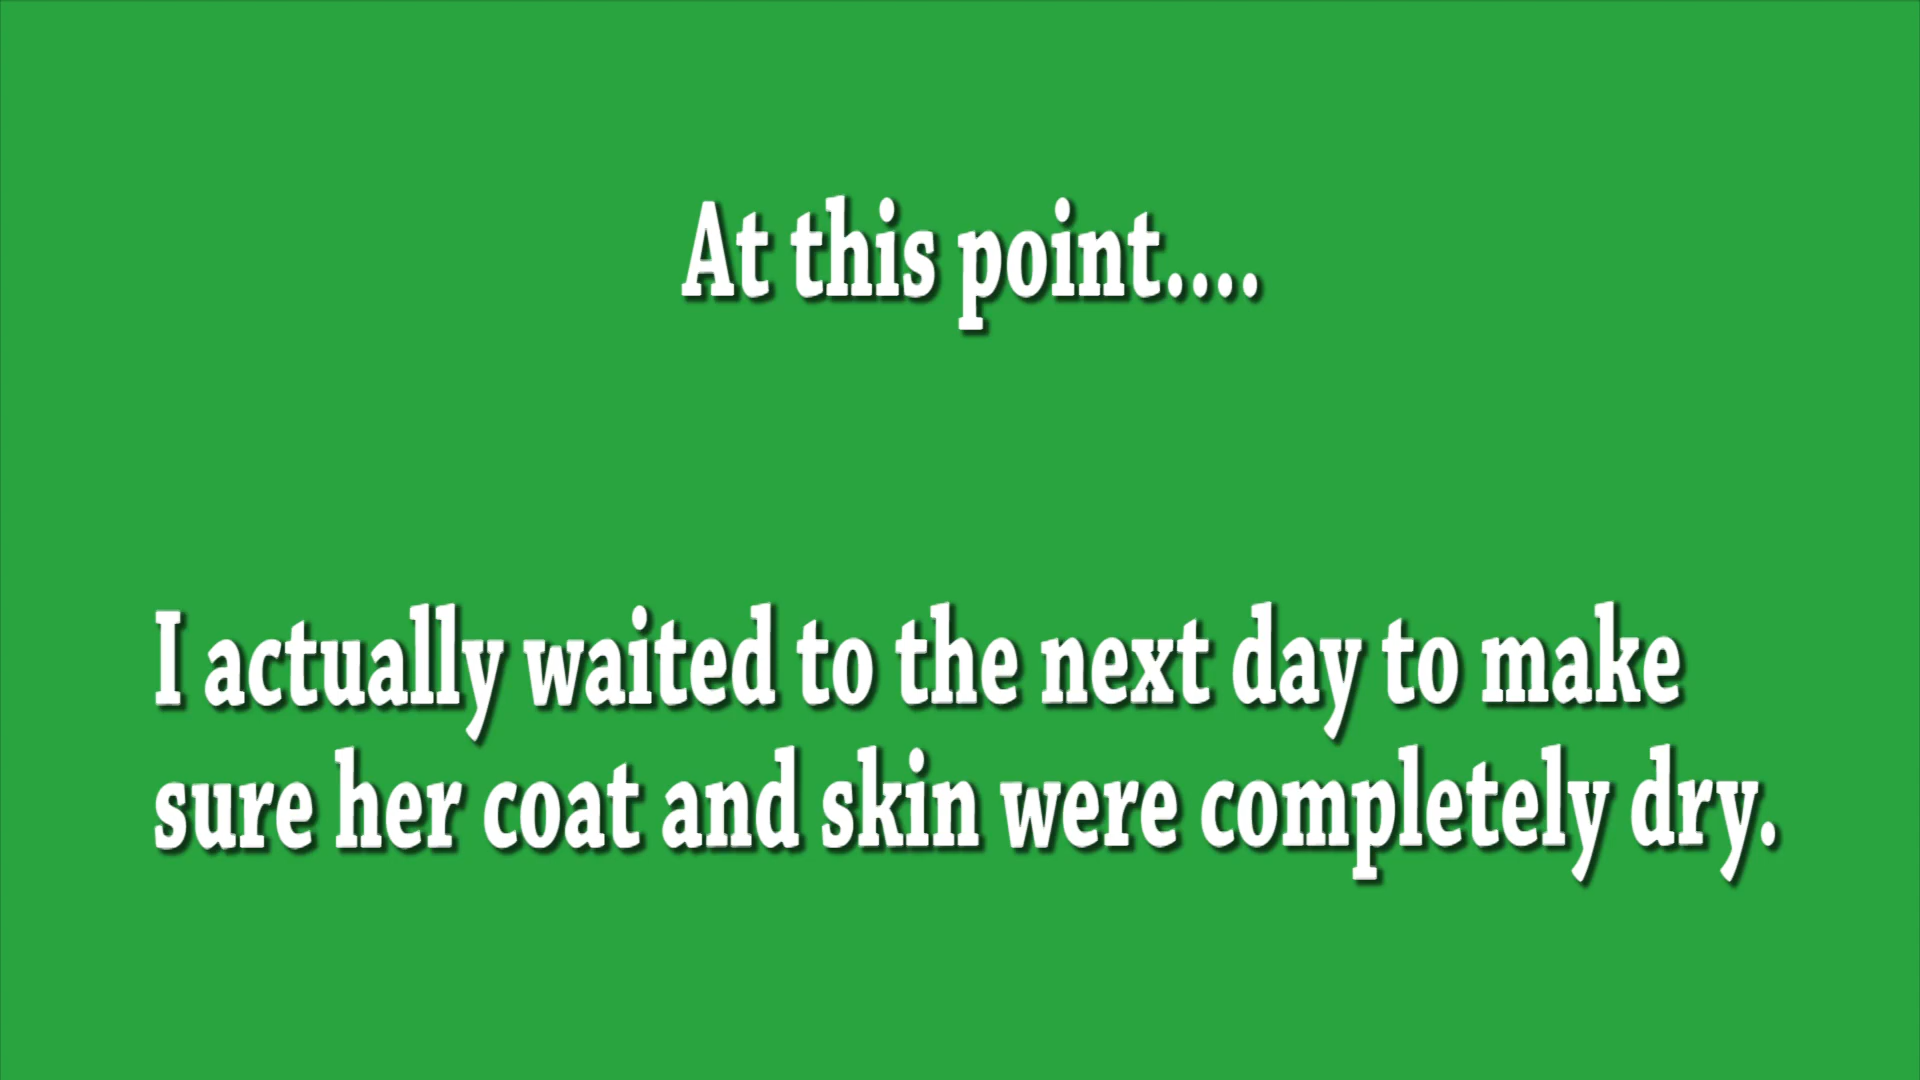 At this point....
I actually waited to the next day to make
sure her coat and skin were completely dry.